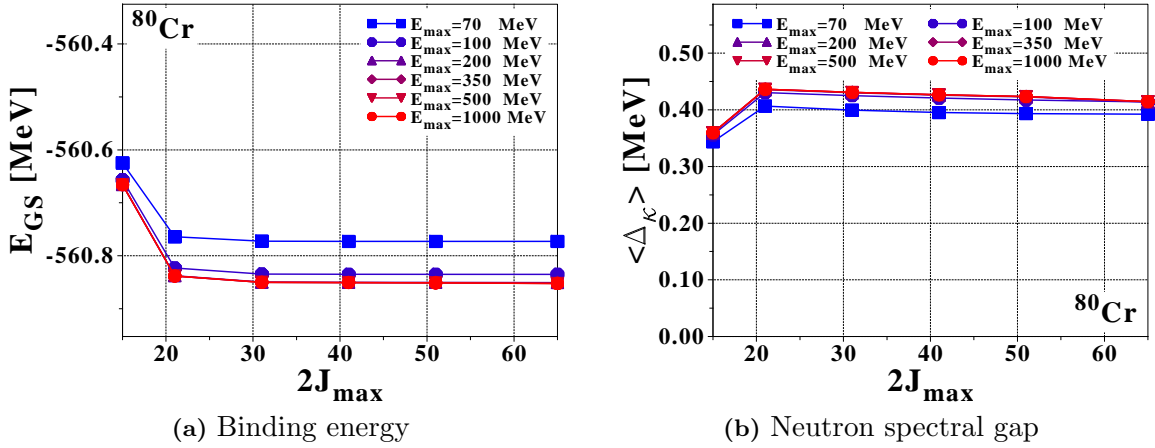 ⁸⁰Cr
E_max=70 MeV
E_max=100 MeV
E_max=200 MeV
E_max=350 MeV
E_max=500 MeV
E_max=1000 MeV
-560.4
-560.6
-560.8
E_GS [MeV]
20 30 40 50 60
2J_max
(a) Binding energy
E_max=70 MeV E_max=100 MeV
E_max=200 MeV E_max=350 MeV
E_max=500 MeV E_max=1000 MeV
0.50
0.40
0.30
0.20
0.10
0.00
<Δ_κ> [MeV]
⁸⁰Cr
20 30 40 50 60
2J_max
(b) Neutron spectral gap